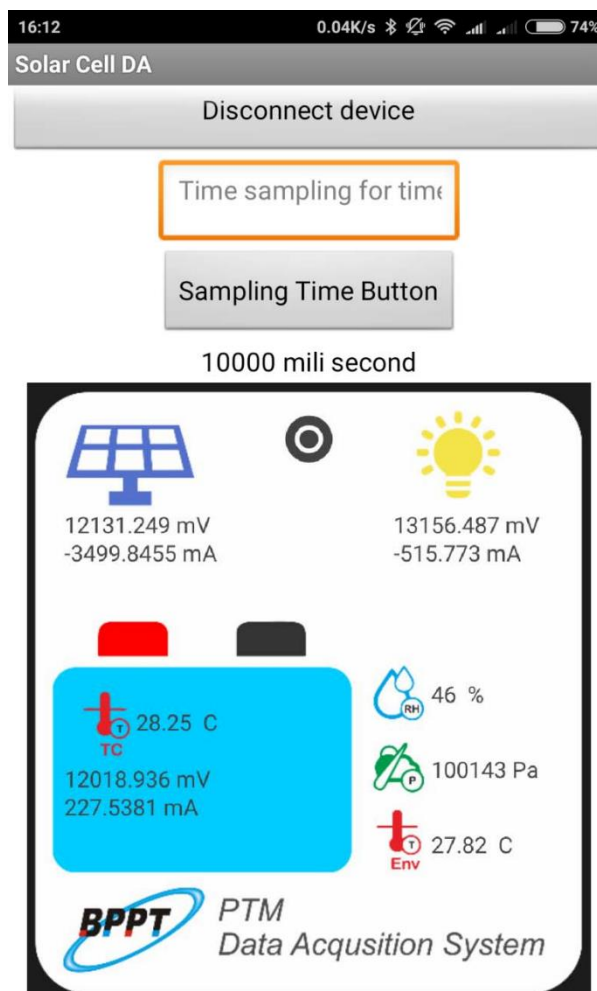 16:12 0.04K/s 74%
Solar Cell DA
Disconnect device
Time sampling for time
Sampling Time Button
10000 mili second
12131.249 mV 13156.487 mV
-3499.8455 mA -515.773 mA
46 %
RH
T
28.25 C
TC
100143 Pa
P
12018.936 mV
227.5381 mA
T
27.82 C
Env
BPPT
PTM
Data Acqusition System